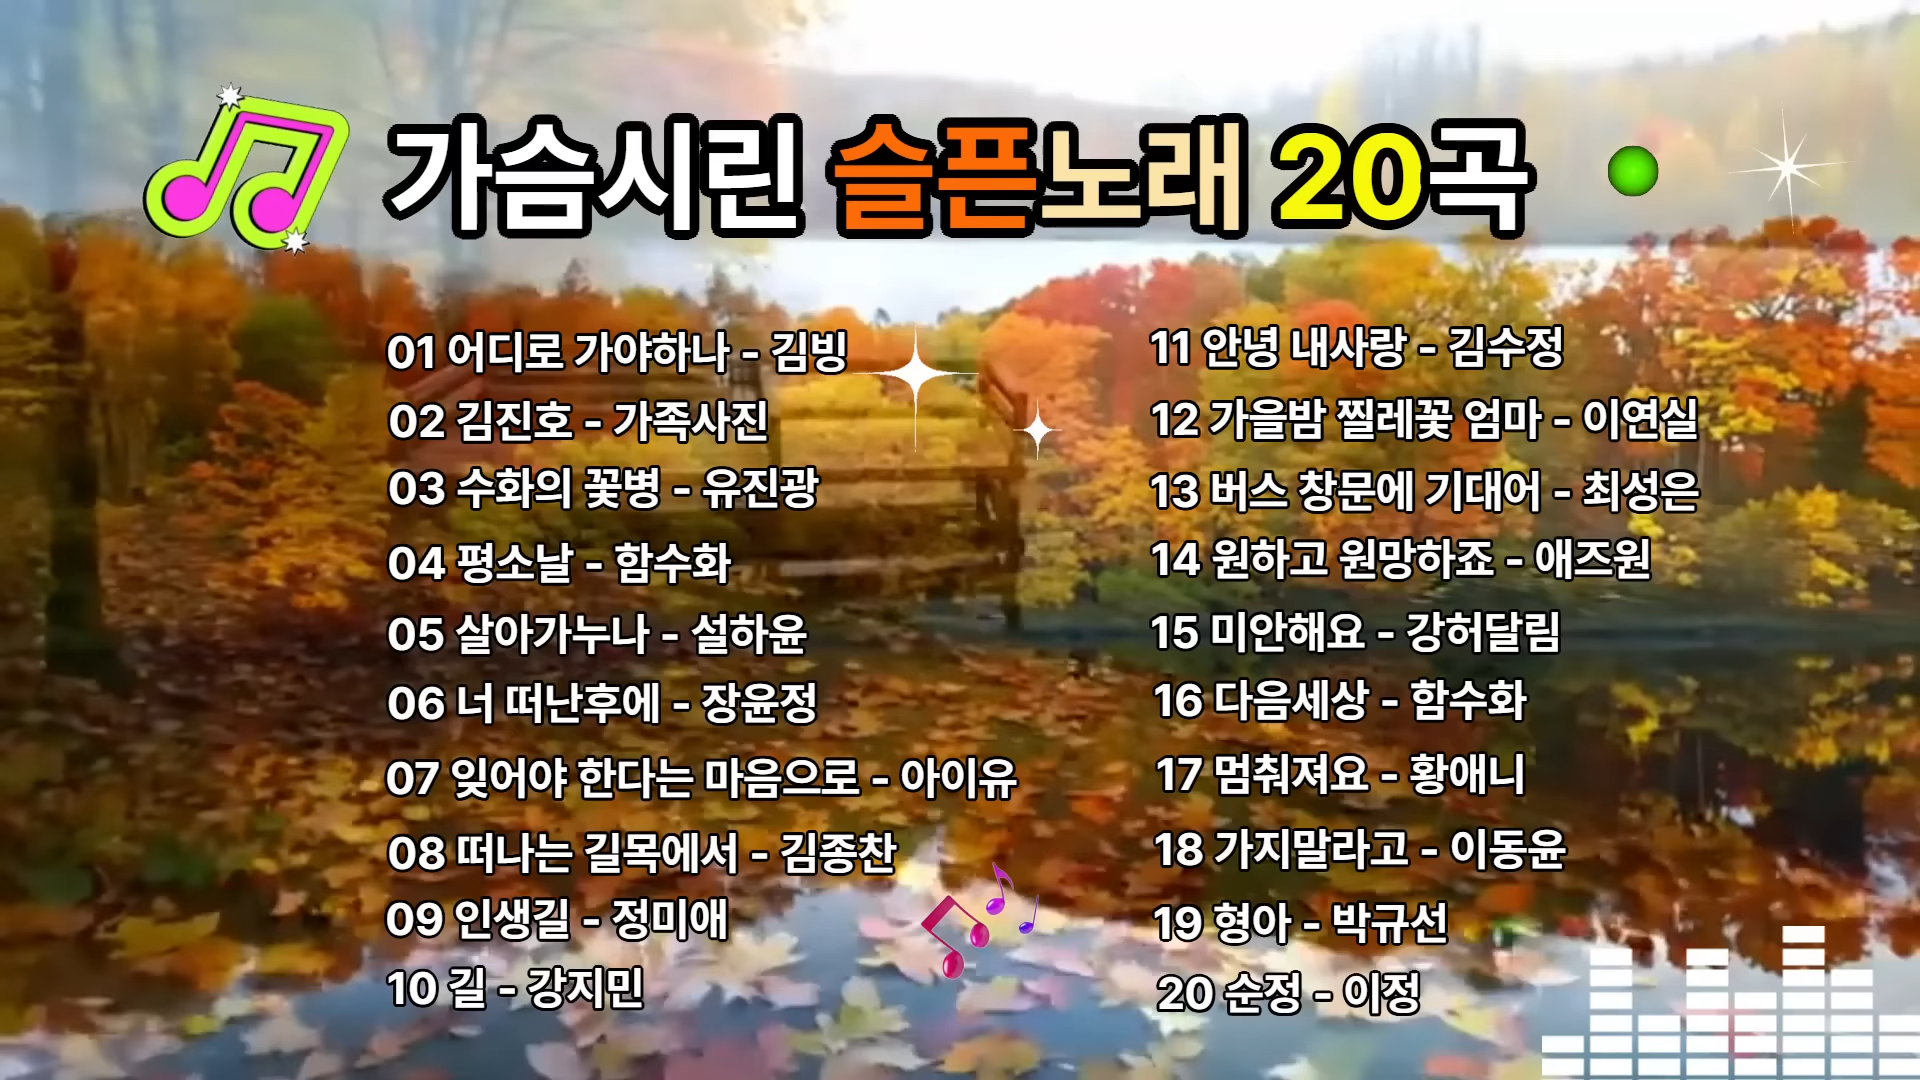 가슴시린 슬픈노래 20곡
01 어디로 가야하나 - 김빙
02 김진호 - 가족사진
03 수화의 꽃병 - 유진광
04 평소날 - 함수화
05 살아가누나 - 설하윤
06 너 떠난후에 - 장윤정
07 잊어야 한다는 마음으로 - 아이유
08 떠나는 길목에서 - 김종찬
09 인생길 - 정미애
10 길 - 강지민
11 안녕 내사랑 - 김수정
12 가을밤 찔레꽃 엄마 - 이연실
13 버스 창문에 기대어 - 최성은
14 원하고 원망하죠 - 애즈원
15 미안해요 - 강허달림
16 다음세상 - 함수화
17 멈춰져요 - 황애니
18 가지말라고 - 이동윤
19 형아 - 박규선
20 순정 - 이정